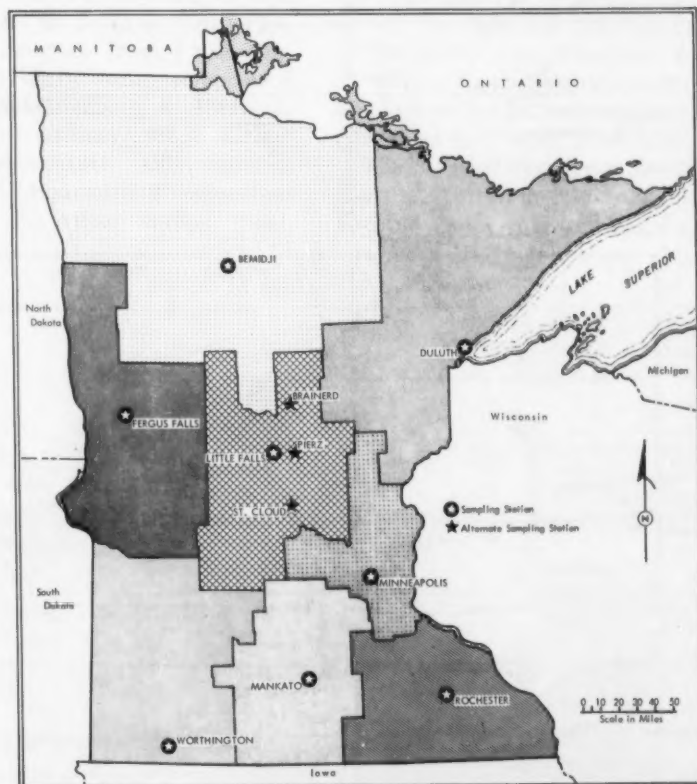 MANITOBA
ONTARIO
BEMIDJI
North
Dakota
LAKE SUPERIOR
DULUTH
Michigan
BRAINERD
FERGUS FALLS
Wisconsin
LITTLE FALLS
PIERZ
ST. CLOUD
Sampling Station
Alternate Sampling Station
N
MINNEAPOLIS
South
Dakota
MANKATO
ROCHESTER
0 10 20 30 40 50
Scale in Miles
WORTHINGTON
Iowa